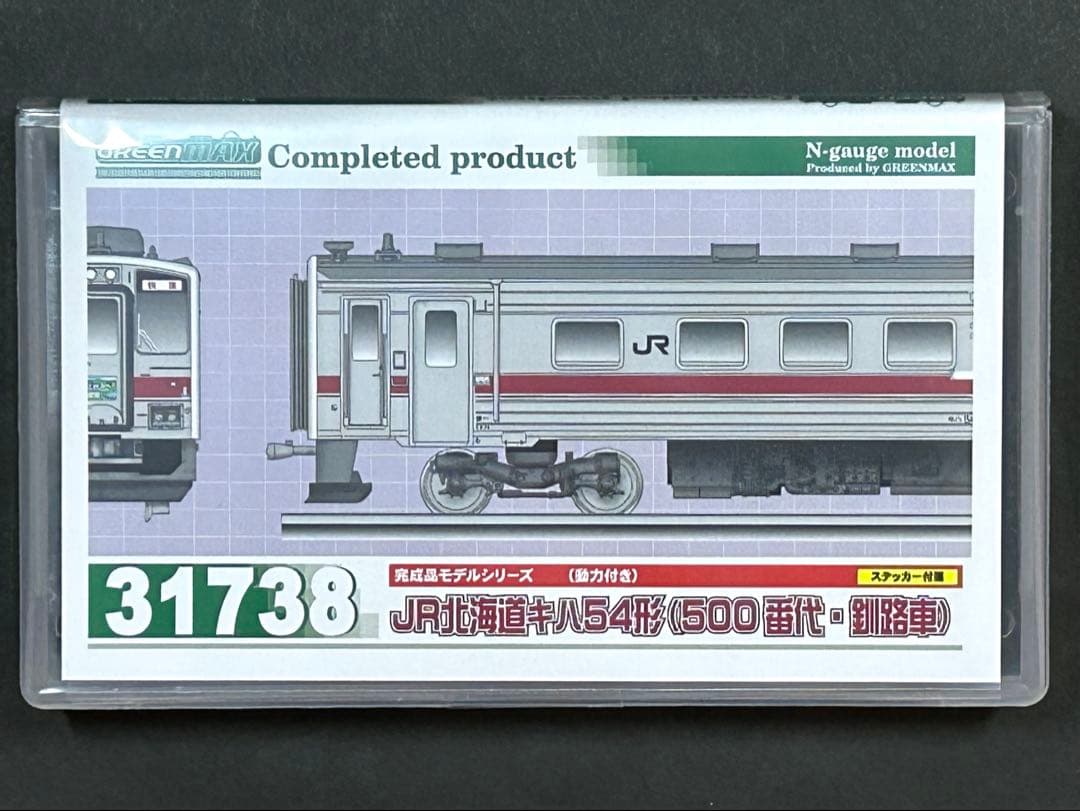 GREENMAX Completed product
N-gauge model
Produced by GREENMAX
JR
31738
完成品モデルシリーズ (動力付き)
ステッカー付属
JR北海道キハ54形(500番代・釧路車)